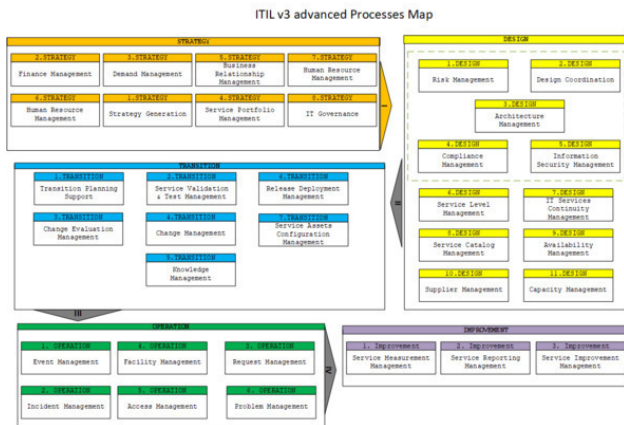 ITIL v3 advanced Processes Map
STRATEGY
2.STRATEGY
Finance Management
3.STRATEGY
Demand Management
5.STRATEGY
Business
Relationship
Management
7.STRATEGY
Human Resource
Management
6.STRATEGY
Human Resource
Management
1.STRATEGY
Strategy Generation
4.STRATEGY
Service Portfolio
Management
8.STRATEGY
IT Governance
I
DESIGN
1.DESIGN
Risk Management
2.DESIGN
Design Coordination
3.DESIGN
Architecture
Management
4.DESIGN
Compliance
Management
5.DESIGN
Information
Security Management
6.DESIGN
Service Level
Management
7.DESIGN
IT Services
Continuity
Management
8.DESIGN
Service Catalog
Management
9.DESIGN
Availability
Management
10.DESIGN
Supplier Management
11.DESIGN
Capacity Management
II
TRANSITION
1.TRANSITION
Transition Planning
Support
2.TRANSITION
Service Validation
& Test Management
6.TRANSITION
Release Deployment
Management
3.TRANSITION
Change Evaluation
Management
4.TRANSITION
Change Management
7.TRANSITION
Service Assets
Configuration
Management
5.TRANSITION
Knowledge
Management
III
OPERATION
1. OPERATION
Event Management
4. OPERATION
Facility Management
3. OPERATION
Request Management
2. OPERATION
Incident Management
5. OPERATION
Access Management
6. OPERATION
Problem Management
IV
IMPROVEMENT
1. Improvement
Service Measurement
Management
2. Improvement
Service Reporting
Management
3. Improvement
Service Improvement
Management